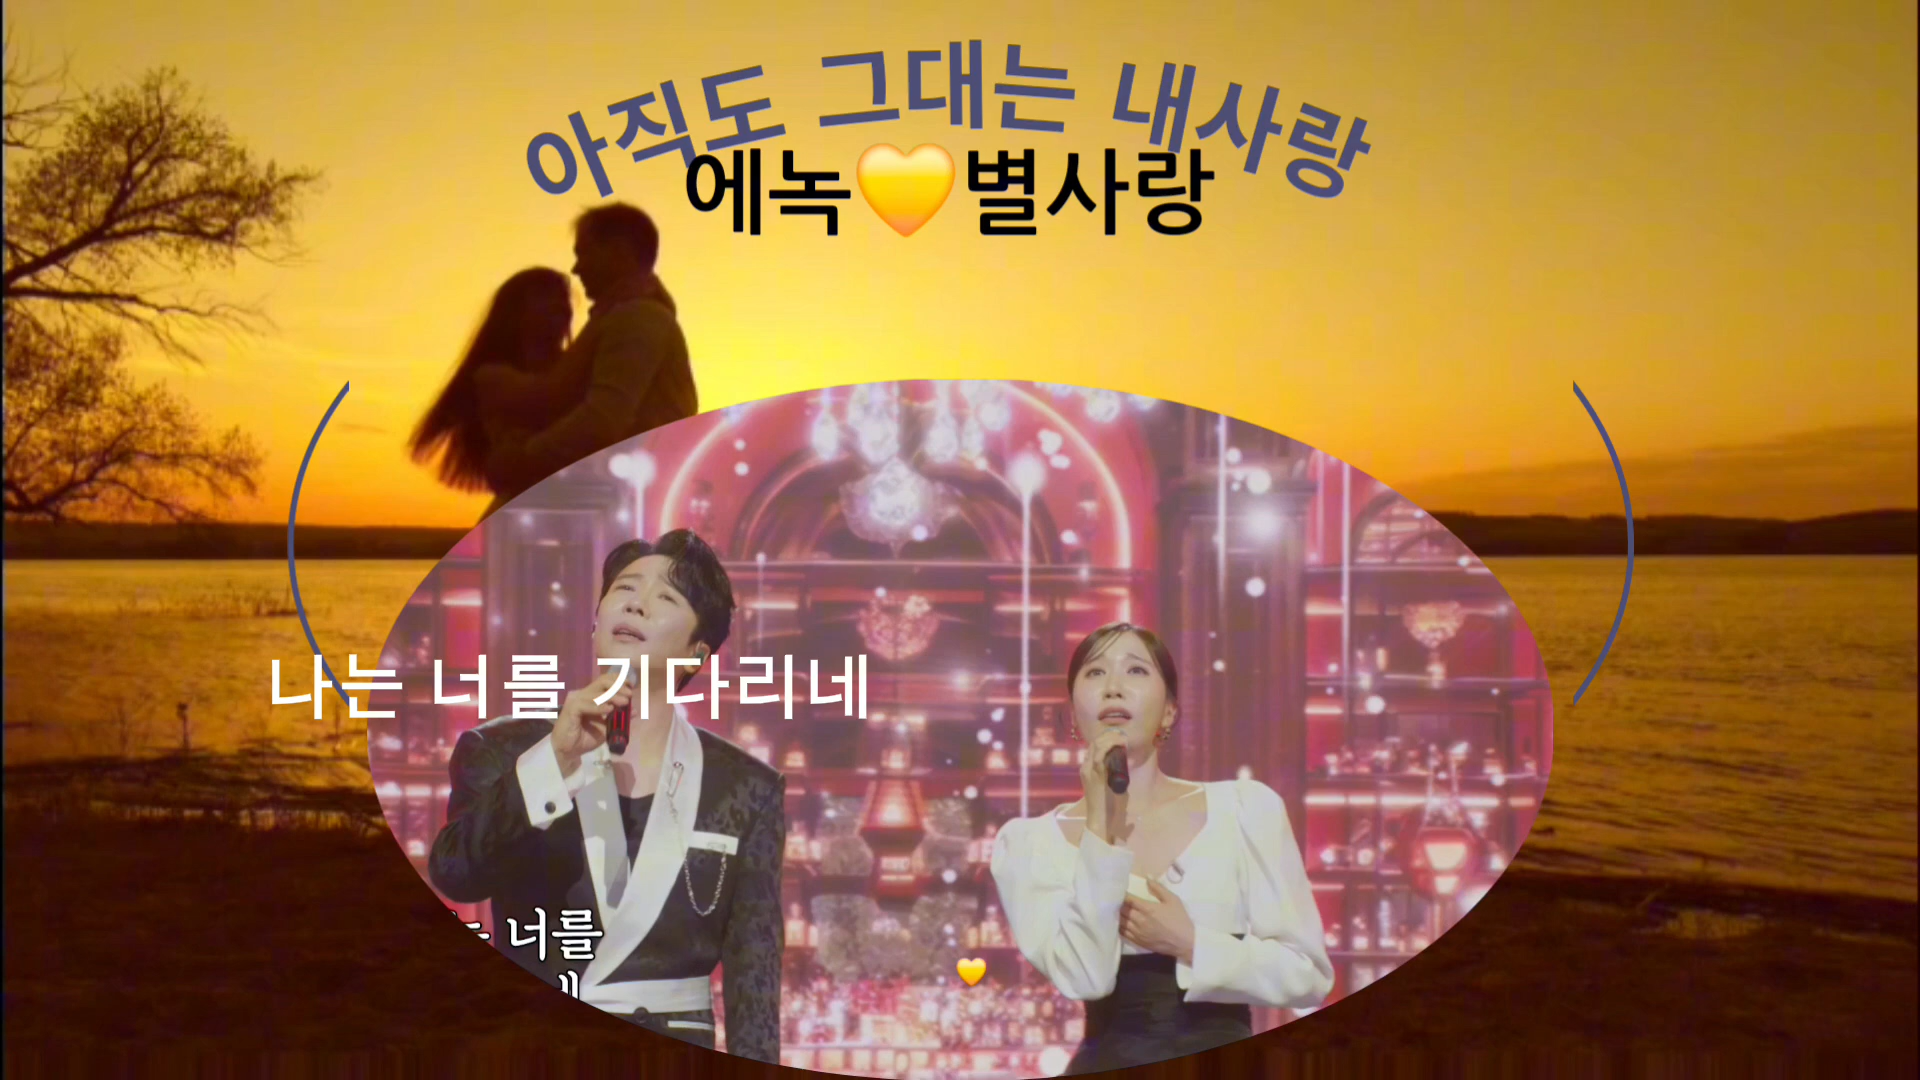 아직도 그대는 내사랑
에녹💛별사랑
나는 너를 기다리네
너를